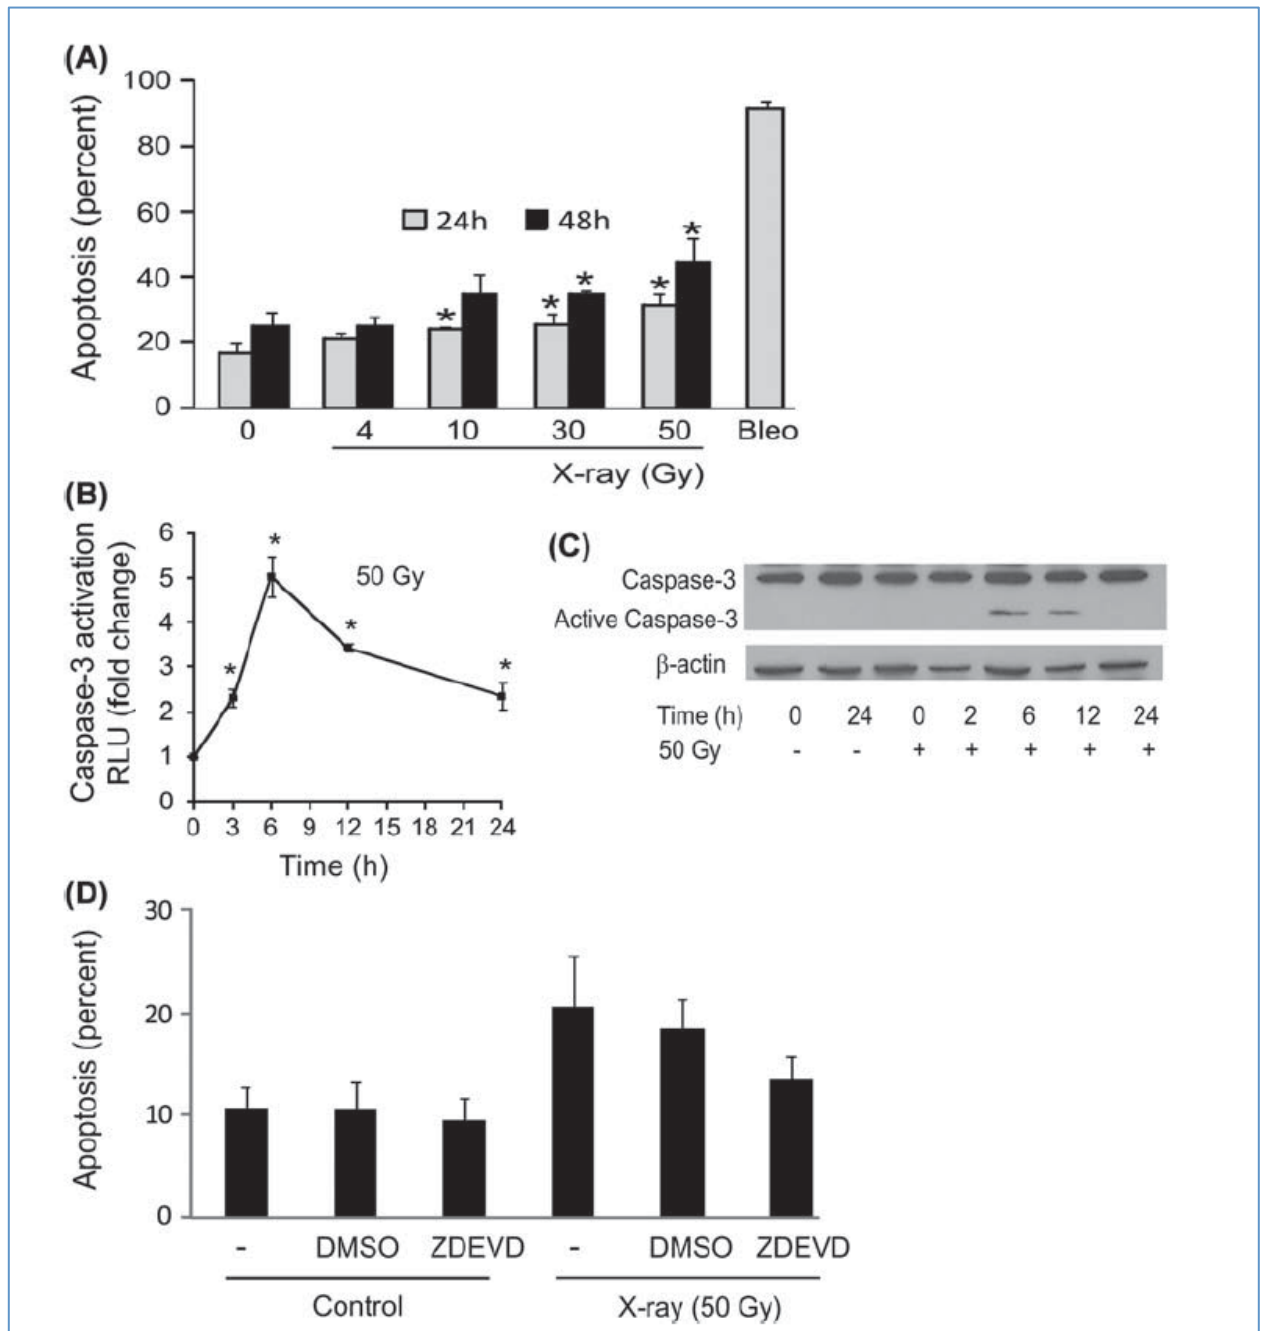 (A)
Apoptosis (percent)
100
80
60
40
20
0
24h 48h
* * * * *
0 4 10 30 50 Bleo
X-ray (Gy)
(B)
Caspase-3 activation
RLU (fold change)
6
5
4
3
2
1
0
50 Gy
* * * *
0 3 6 9 12 15 18 21 24
Time (h)
(C)
Caspase-3
Active Caspase-3
β-actin
Time (h) 0 24 0 2 6 12 24
50 Gy - - + + + + +
(D)
Apoptosis (percent)
30
20
10
0
- DMSO ZDEVD - DMSO ZDEVD
Control X-ray (50 Gy)